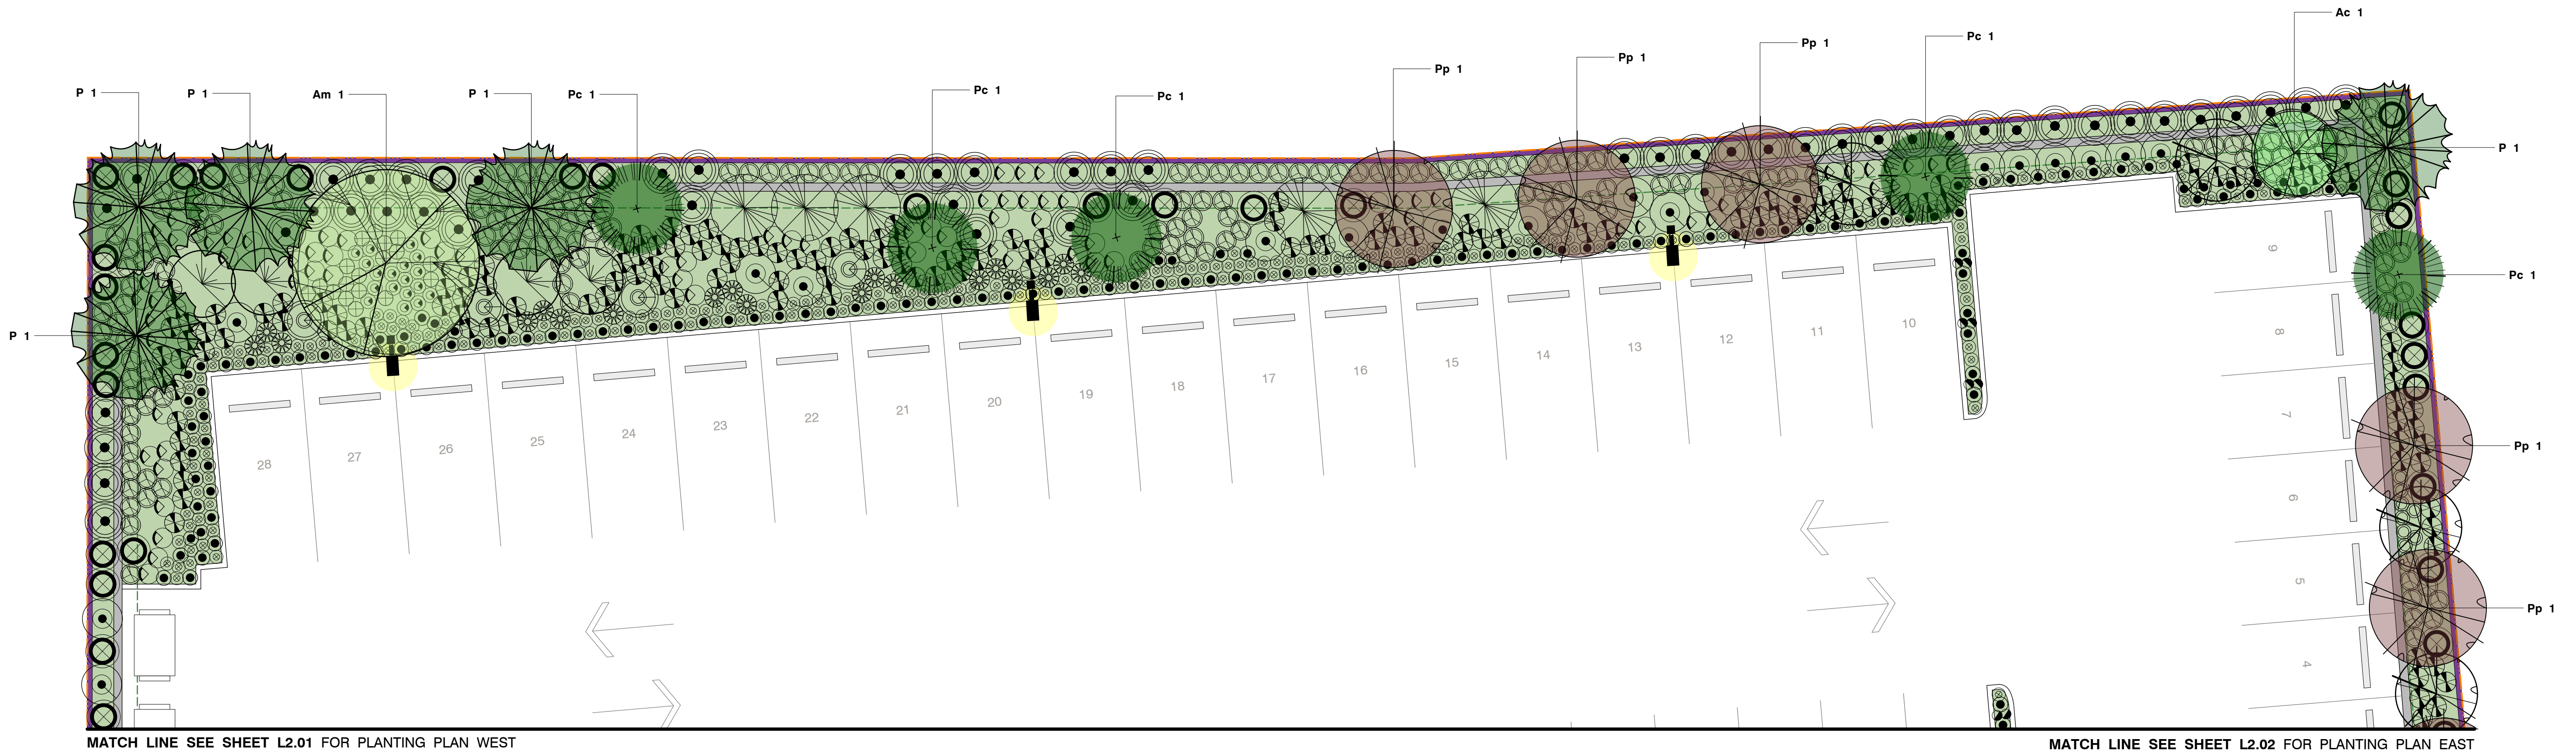 Ac 1
Pc 1
Pp 1
Pp 1
Pp 1
Pc 1
Pc 1
P 1
P 1
Am 1
P 1
Pc 1
P 1
Pc 1
P 1
Pp 1
Pp 1
9
8
7
6
5
4
10
11
12
13
14
15
16
17
18
19
20
21
22
23
24
25
26
27
28
MATCH LINE SEE SHEET L2.01 FOR PLANTING PLAN WEST
MATCH LINE SEE SHEET L2.02 FOR PLANTING PLAN EAST